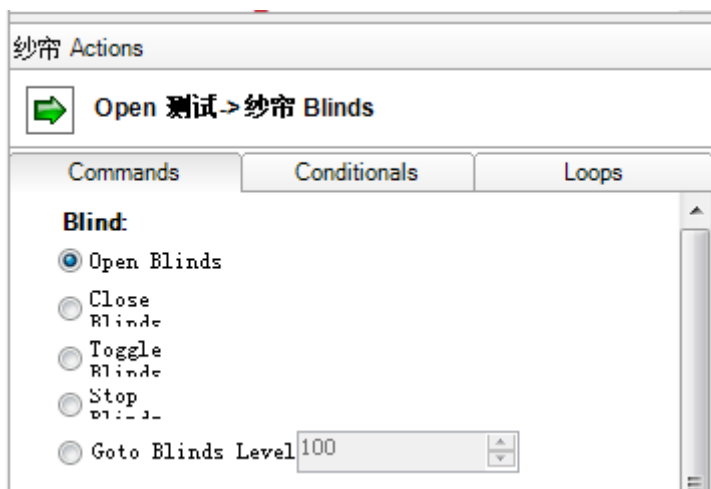 纱帘 Actions
Open 测试->纱帘 Blinds
Commands Conditionals Loops
Blind:
Open Blinds
Close
Blinds
Toggle
Blinds
Stop
Goto Blinds Level 100